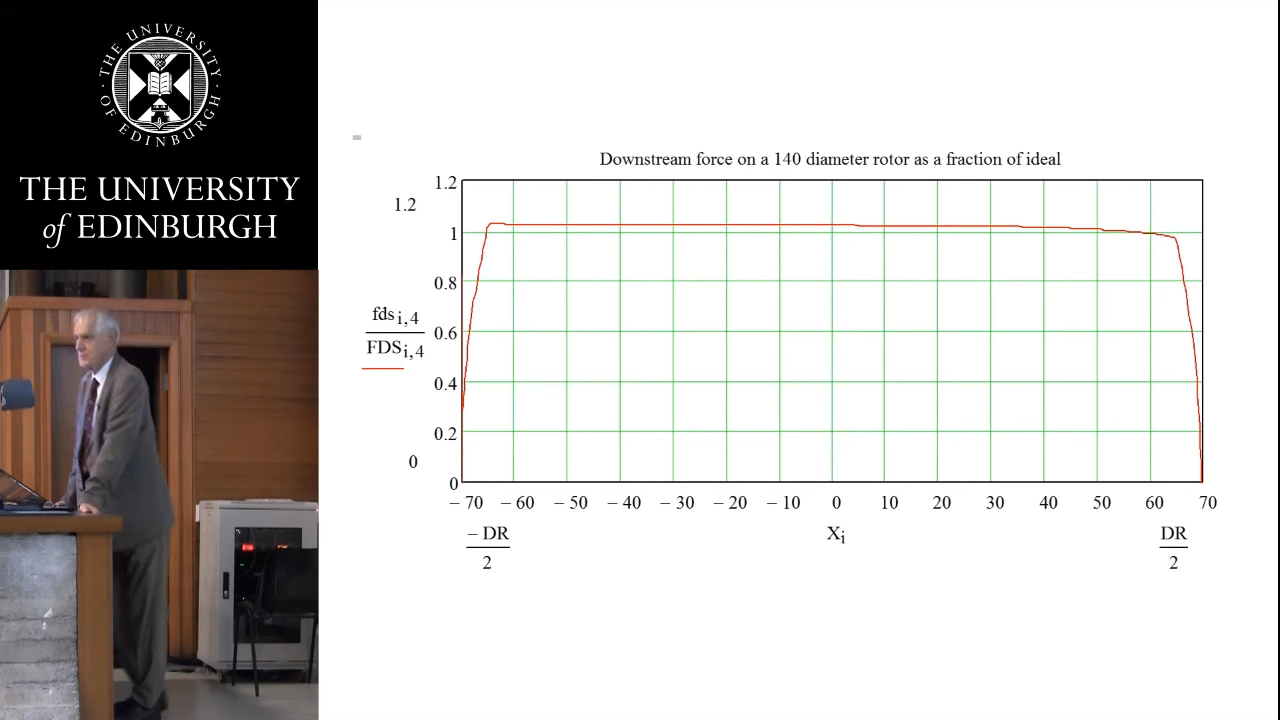 · THE UNIVERSITY ·
OF EDINBURGH
THE UNIVERSITY
of EDINBURGH
Downstream force on a 140 diameter rotor as a fraction of ideal
1.2
1.2
1
0.8
fds i,4
FDS i,4
0.6
0.4
0.2
0
0
– 70 – 60 – 50 – 40 – 30 – 20 – 10 0 10 20 30 40 50 60 70
– DR
2
X i
DR
2